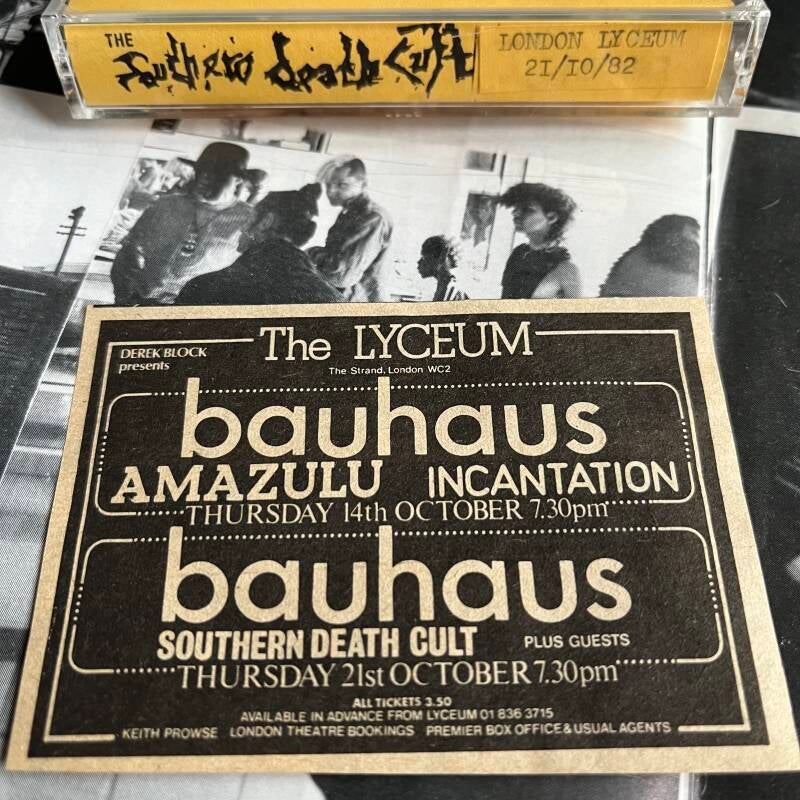 THE Southern death cult
LONDON LYCEUM
21/10/82
DEREK BLOCK
presents
The LYCEUM
The Strand, London WC2
bauhaus
AMAZULU INCANTATION
THURSDAY 14th OCTOBER 7.30pm
bauhaus
SOUTHERN DEATH CULT PLUS GUESTS
THURSDAY 21st OCTOBER 7.30pm
ALL TICKETS 3.50
AVAILABLE IN ADVANCE FROM LYCEUM 01 836 3715
KEITH PROWSE LONDON THEATRE BOOKINGS PREMIER BOX OFFICE & USUAL AGENTS